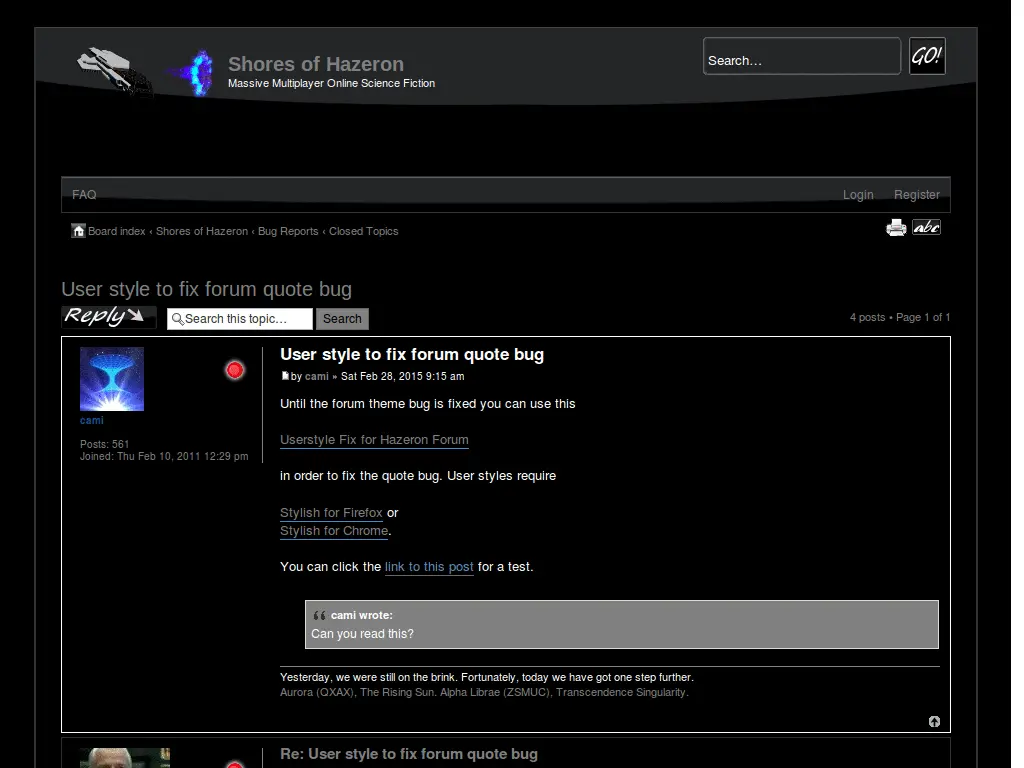 Shores of Hazeron
Massive Multiplayer Online Science Fiction
Search…
GO!
FAQ
Login Register
Board index ‹ Shores of Hazeron ‹ Bug Reports ‹ Closed Topics
abc
User style to fix forum quote bug
Reply
Search this topic…
Search
4 posts • Page 1 of 1
cami
Posts: 561
Joined: Thu Feb 10, 2011 12:29 pm
User style to fix forum quote bug
by cami » Sat Feb 28, 2015 9:15 am
Until the forum theme bug is fixed you can use this
Userstyle Fix for Hazeron Forum
in order to fix the quote bug. User styles require
Stylish for Firefox or
Stylish for Chrome.
You can click the link to this post for a test.
cami wrote:
Can you read this?
Yesterday, we were still on the brink. Fortunately, today we have got one step further.
Aurora (QXAX), The Rising Sun. Alpha Librae (ZSMUC), Transcendence Singularity.
Re: User style to fix forum quote bug